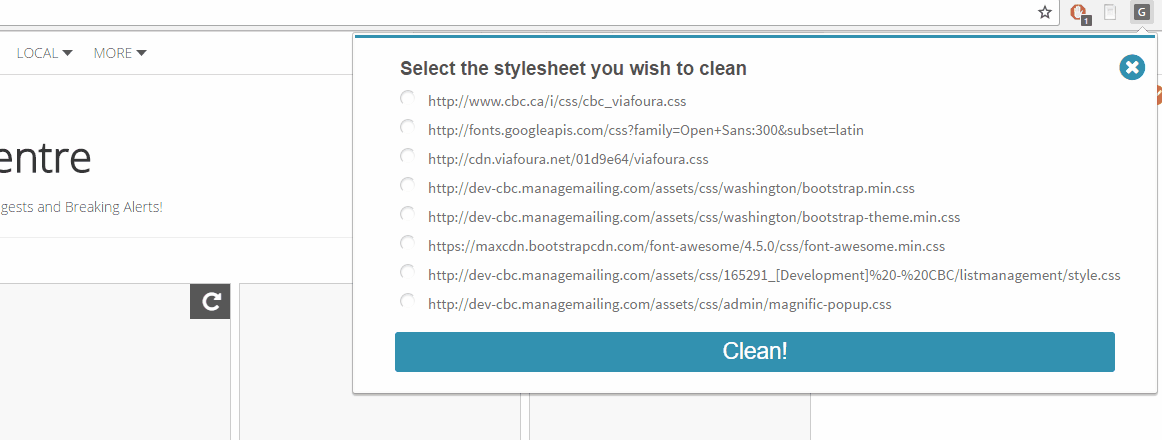 1
G
LOCAL MORE
Select the stylesheet you wish to clean
http://www.cbc.ca/i/css/cbc_viafoura.css
http://fonts.googleapis.com/css?family=Open+Sans:300&subset=latin
entre
http://cdn.viafoura.net/01d9e64/viafoura.css
http://dev-cbc.managemailing.com/assets/css/washington/bootstrap.min.css
gests and Breaking Alerts!
http://dev-cbc.managemailing.com/assets/css/washington/bootstrap-theme.min.css
https://maxcdn.bootstrapcdn.com/font-awesome/4.5.0/css/font-awesome.min.css
http://dev-cbc.managemailing.com/assets/css/165291_[Development]%20-%20CBC/listmanagement/style.css
http://dev-cbc.managemailing.com/assets/css/admin/magnific-popup.css
Clean!